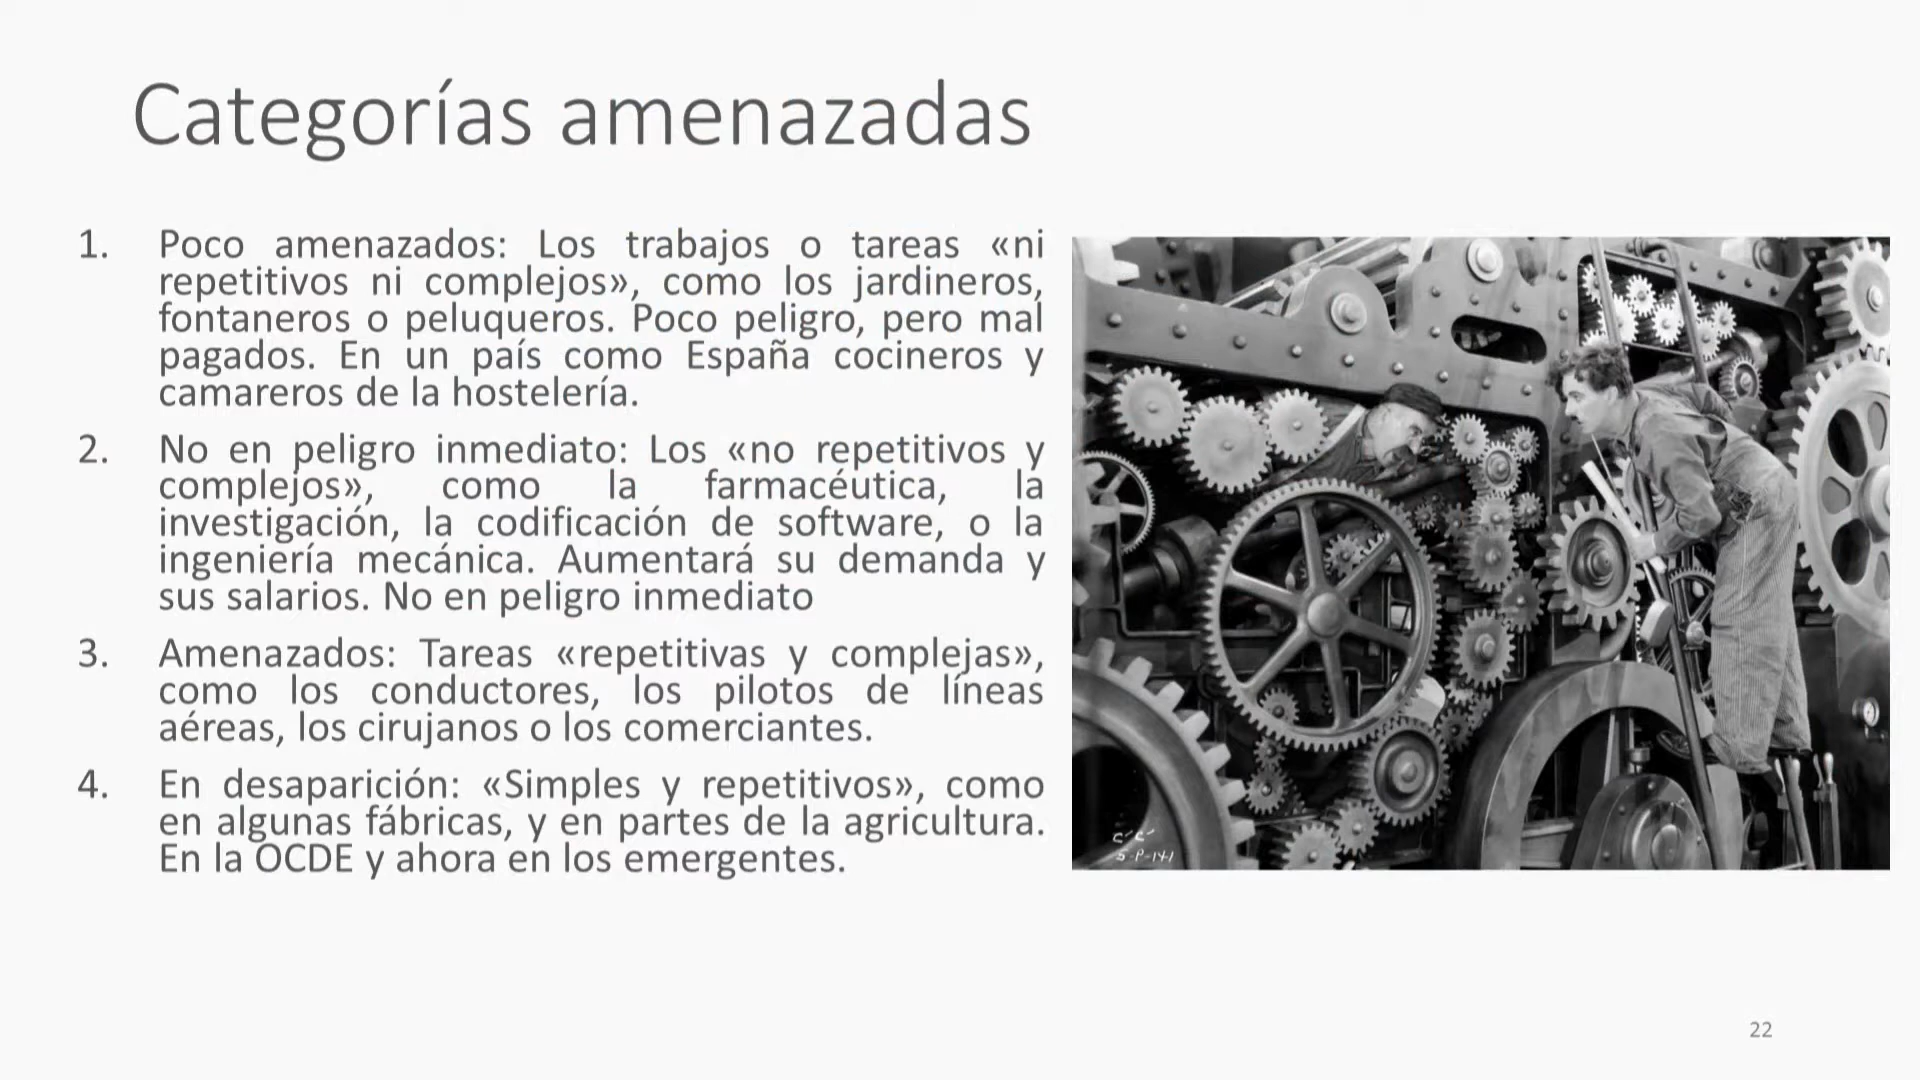 Categorías amenazadas
1. Poco amenazados: Los trabajos o tareas «ni
repetitivos ni complejos», como los jardineros,
fontaneros o peluqueros. Poco peligro, pero mal
pagados. En un país como España cocineros y
camareros de la hostelería.
2. No en peligro inmediato: Los «no repetitivos y
complejos», como la farmacéutica, la
investigación, la codificación de software, o la
ingeniería mecánica. Aumentará su demanda y
sus salarios. No en peligro inmediato
3. Amenazados: Tareas «repetitivas y complejas»,
como los conductores, los pilotos de líneas
aéreas, los cirujanos o los comerciantes.
4. En desaparición: «Simples y repetitivos», como
en algunas fábricas, y en partes de la agricultura.
En la OCDE y ahora en los emergentes.
C-C-
5-P-141
22